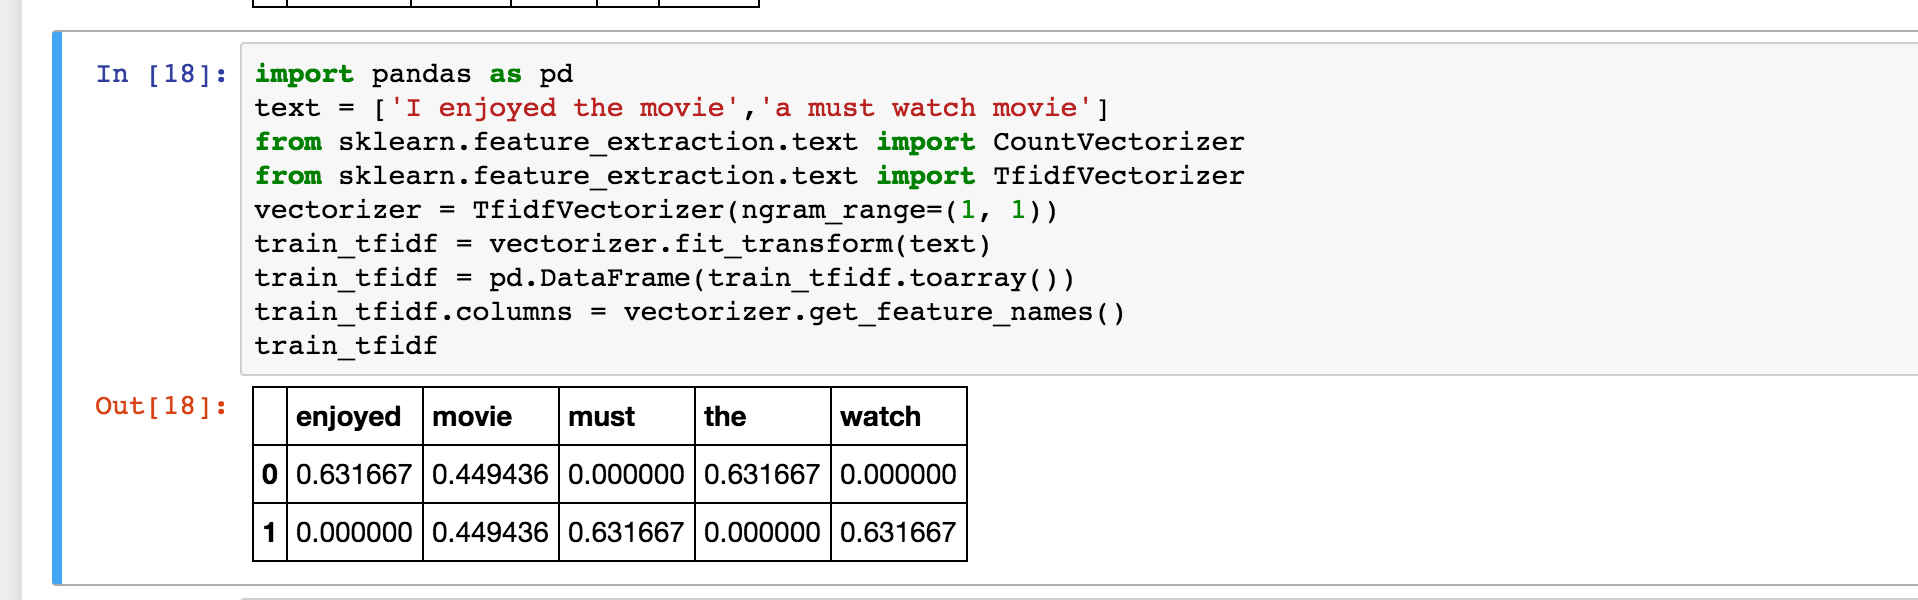 In [18]:
import pandas as pd
text = ['I enjoyed the movie','a must watch movie']
from sklearn.feature_extraction.text import CountVectorizer
from sklearn.feature_extraction.text import TfidfVectorizer
vectorizer = TfidfVectorizer(ngram_range=(1, 1))
train_tfidf = vectorizer.fit_transform(text)
train_tfidf = pd.DataFrame(train_tfidf.toarray())
train_tfidf.columns = vectorizer.get_feature_names()
train_tfidf
Out[18]:
enjoyed movie must the watch
0 0.631667 0.449436 0.000000 0.631667 0.000000
1 0.000000 0.449436 0.631667 0.000000 0.631667